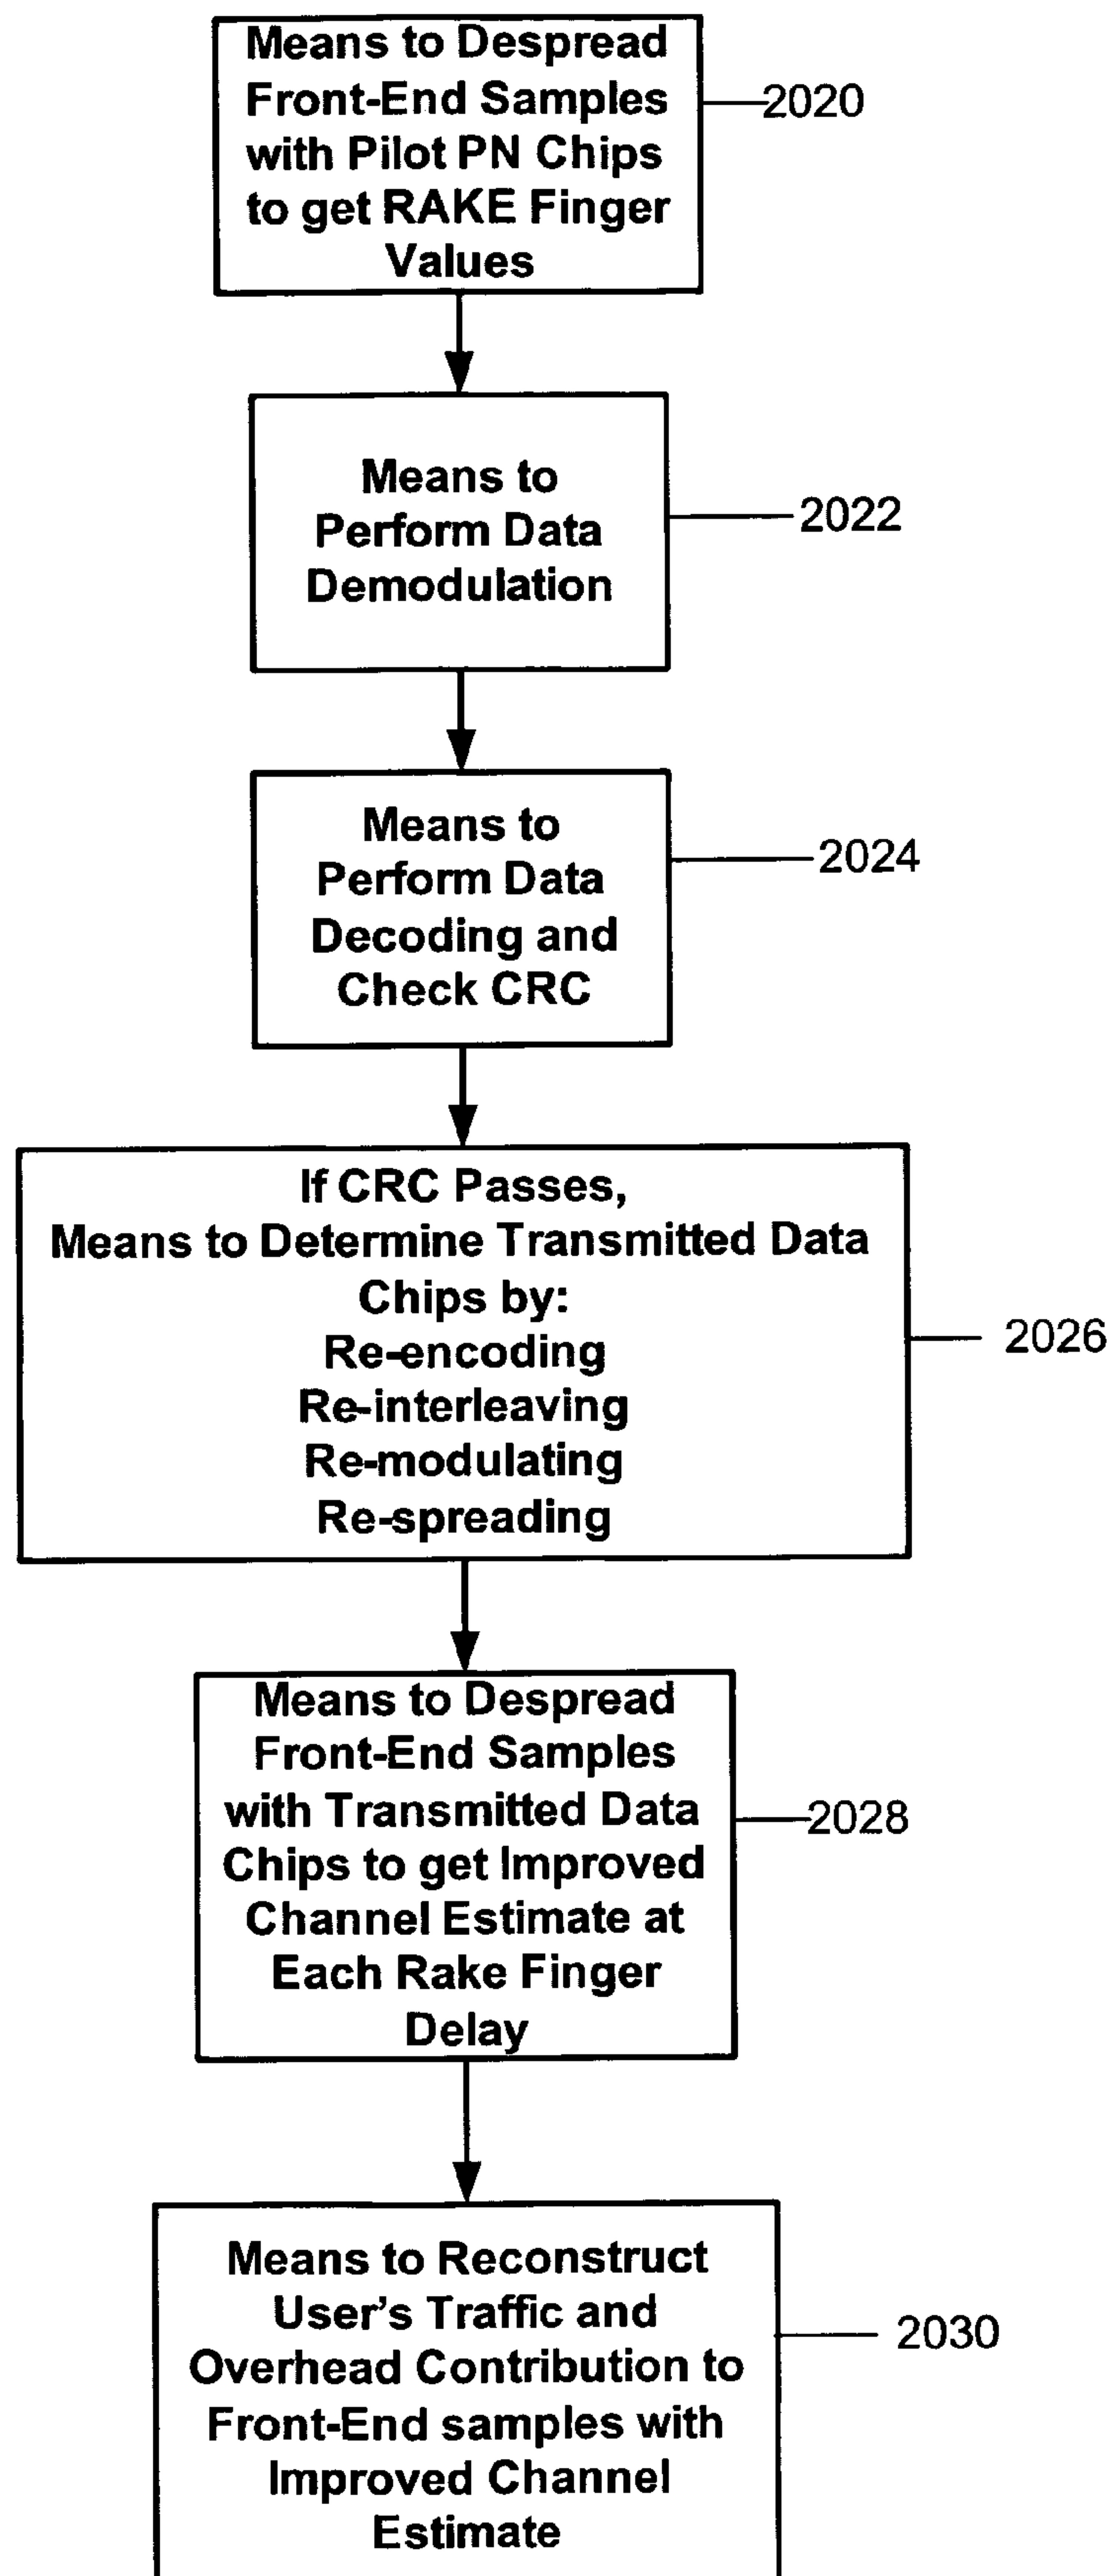 Means to Despread
Front-End Samples
with Pilot PN Chips
to get RAKE Finger
Values
2020
Means to
Perform Data
Demodulation
2022
Means to
Perform Data
Decoding and
Check CRC
2024
If CRC Passes,
Means to Determine Transmitted Data
Chips by:
Re-encoding
Re-interleaving
Re-modulating
Re-spreading
2026
Means to Despread
Front-End Samples
with Transmitted Data
Chips to get Improved
Channel Estimate at
Each Rake Finger
Delay
2028
Means to Reconstruct
User's Traffic and
Overhead Contribution to
Front-End samples with
Improved Channel
Estimate
2030